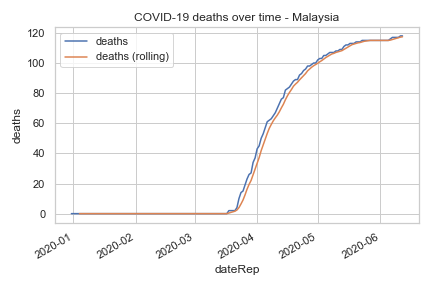 COVID-19 deaths over time - Malaysia
deaths
deaths (rolling)
deaths
120
100
80
60
40
20
0
2020-01
2020-02
2020-03
2020-04
2020-05
2020-06
dateRep